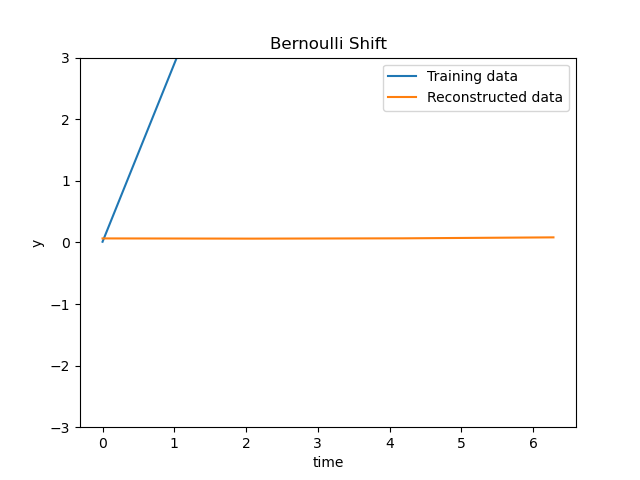 Bernoulli Shift
Training data
Reconstructed data
3
2
1
0
−1
−2
−3
y
0 1 2 3 4 5 6
time